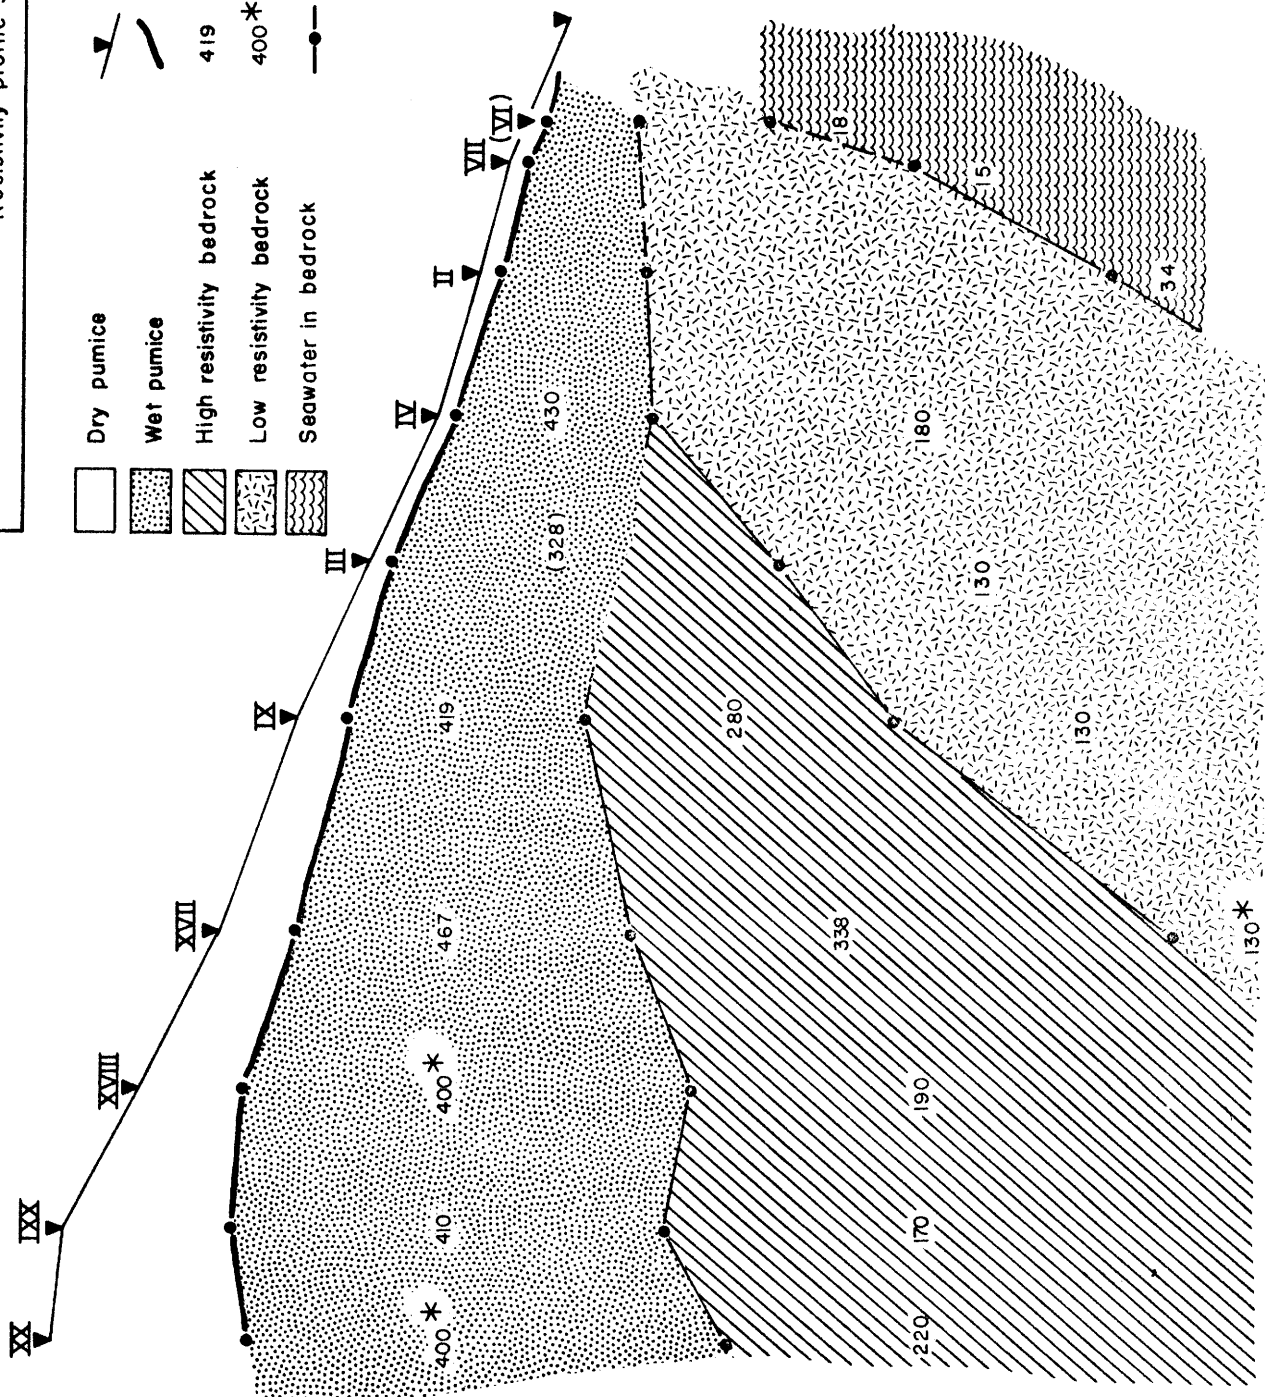 Resistivity profile
Dry pumice
Wet pumice
High resistivity bedrock 419
Low resistivity bedrock 400*
Seawater in bedrock
XX
IXX
XVIII
XVII
IX
III
IV
II
VII
(VI)
400*
410
400*
467
419
(328)
430
220
170
190
338
280
130*
130
130
180
34
15
18